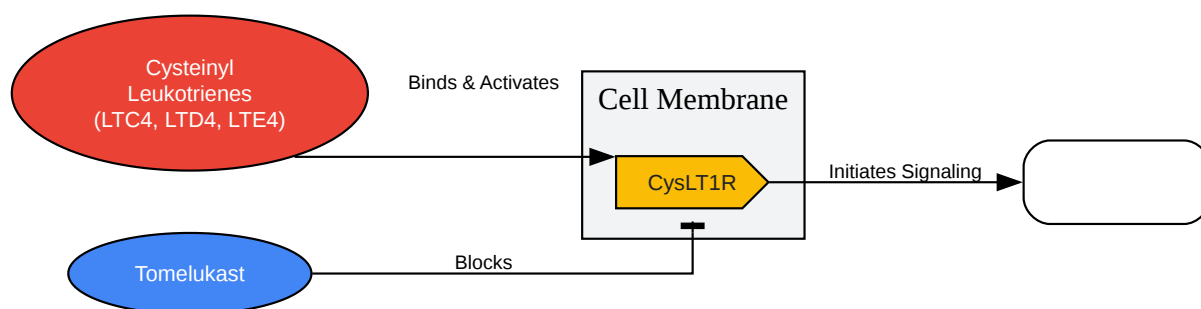 Cysteinyl
Leukotrienes
(LTC4, LTD4, LTE4)
Binds & Activates
Cell Membrane
CysLT1R
Initiates Signaling
Tomelukast
Blocks